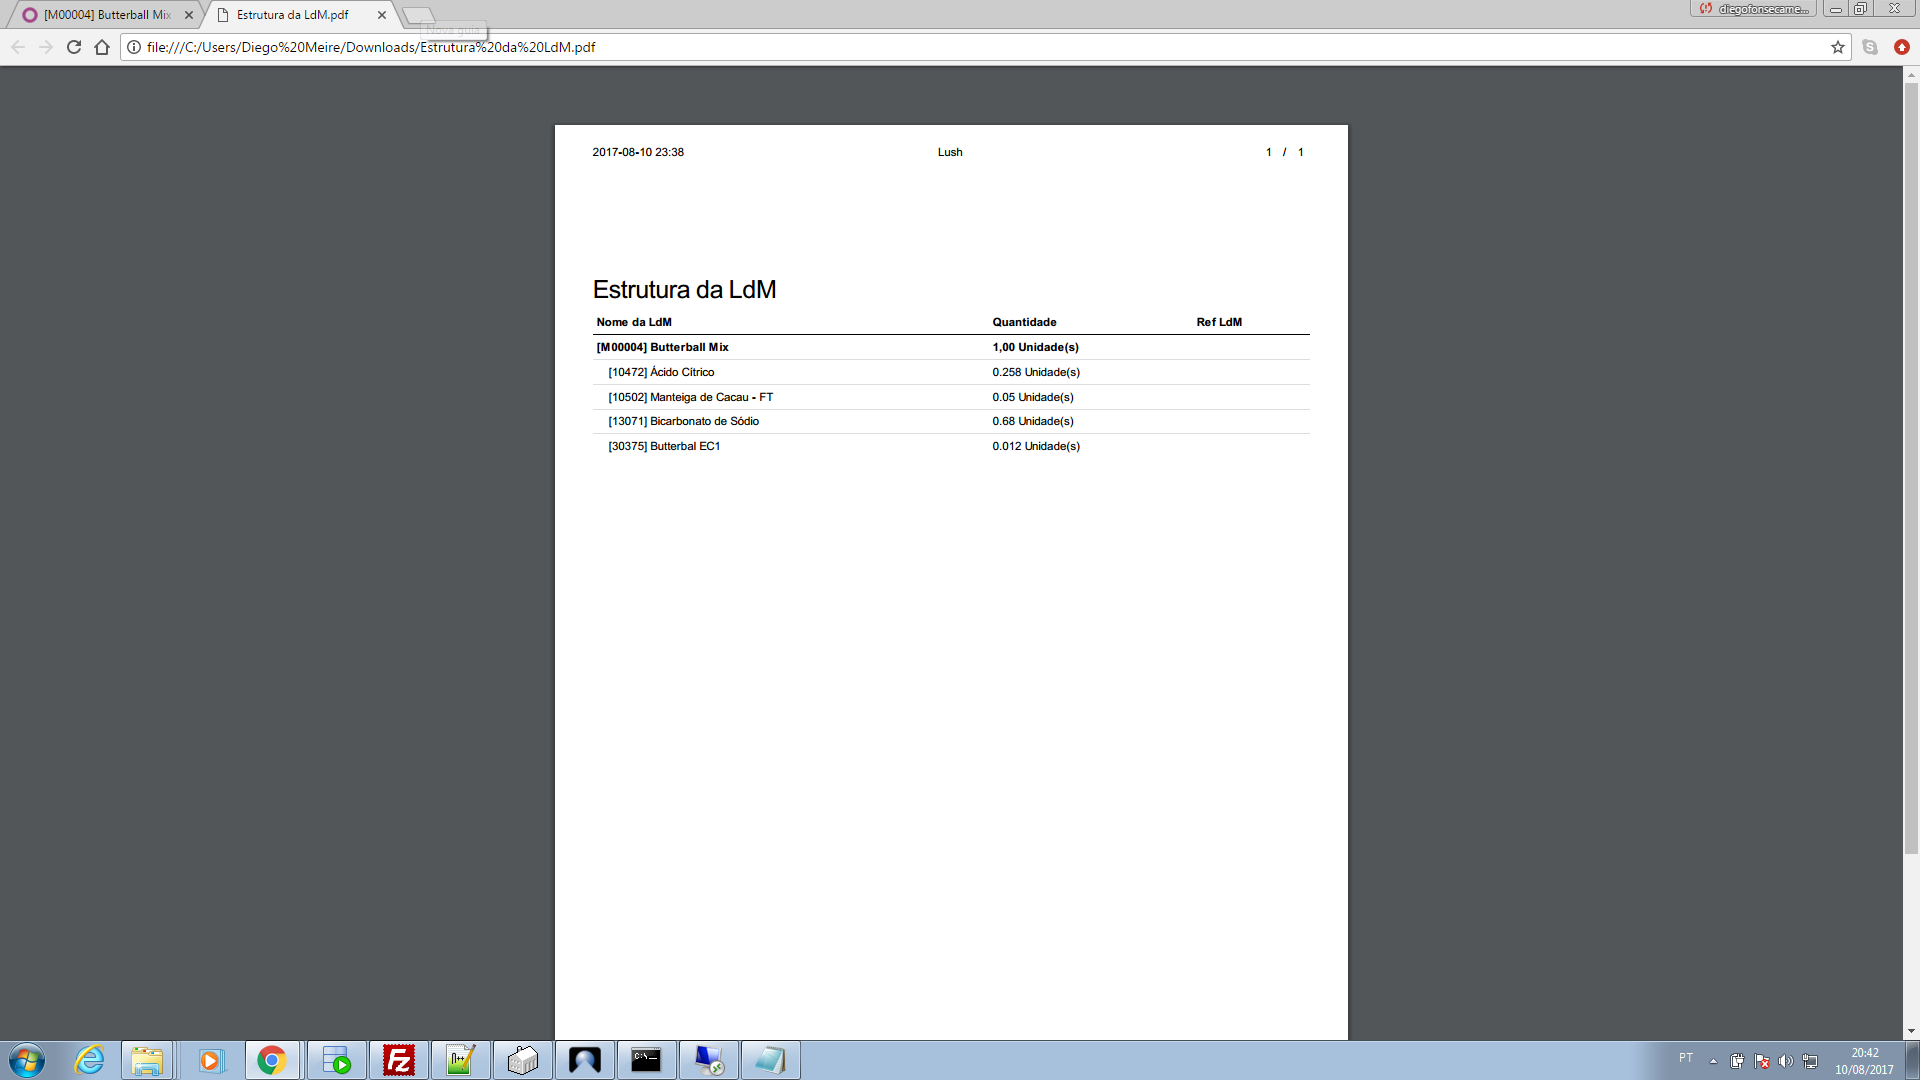 [M00004] Butterball Mix
Estrutura da LdM.pdf
Nova guia
diegofonsecame...
file:///C:/Users/Diego%20Meire/Downloads/Estrutura%20da%20LdM.pdf
2017-08-10 23:38 Lush 1 / 1
Estrutura da LdM
Nome da LdM Quantidade Ref LdM
[M00004] Butterball Mix 1,00 Unidade(s)
[10472] Ácido Cítrico 0.258 Unidade(s)
[10502] Manteiga de Cacau - FT 0.05 Unidade(s)
[13071] Bicarbonato de Sódio 0.68 Unidade(s)
[30375] Butterbal EC1 0.012 Unidade(s)
PT
20:42
10/08/2017